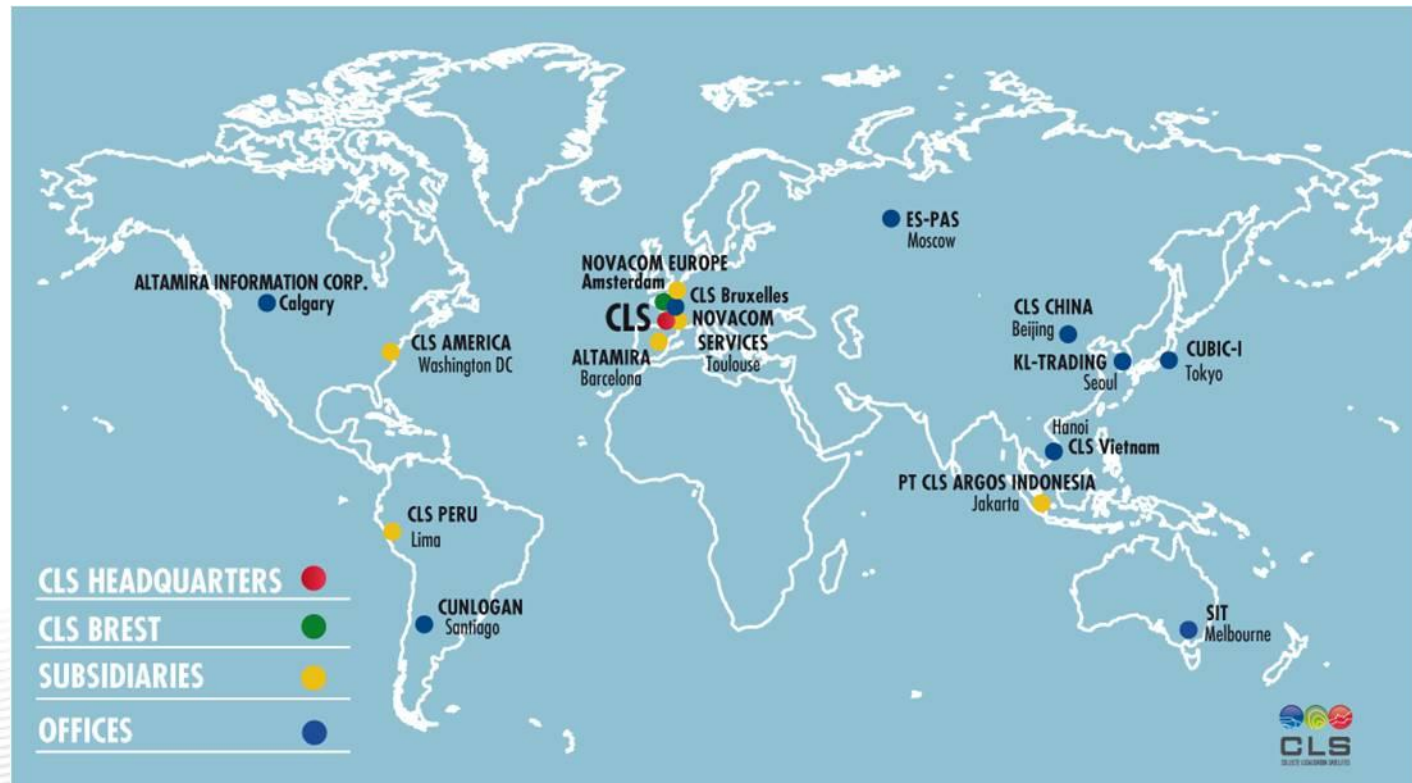 ES-PAS
Moscow
NOVACOM EUROPE
Amsterdam
ALTAMIRA INFORMATION CORP.
Calgary
CLS Bruxelles
CLS
NOVACOM
SERVICES
Toulouse
CLS AMERICA
Washington DC
ALTAMIRA
Barcelona
CLS CHINA
Beijing
KL-TRADING
Seoul
CUBIC-I
Tokyo
Hanoi
CLS Vietnam
PT CLS ARGOS INDONESIA
Jakarta
CLS PERU
Lima
CUNLOGAN
Santiago
SIT
Melbourne
CLS HEADQUARTERS
CLS BREST
SUBSIDIARIES
OFFICES
CLS